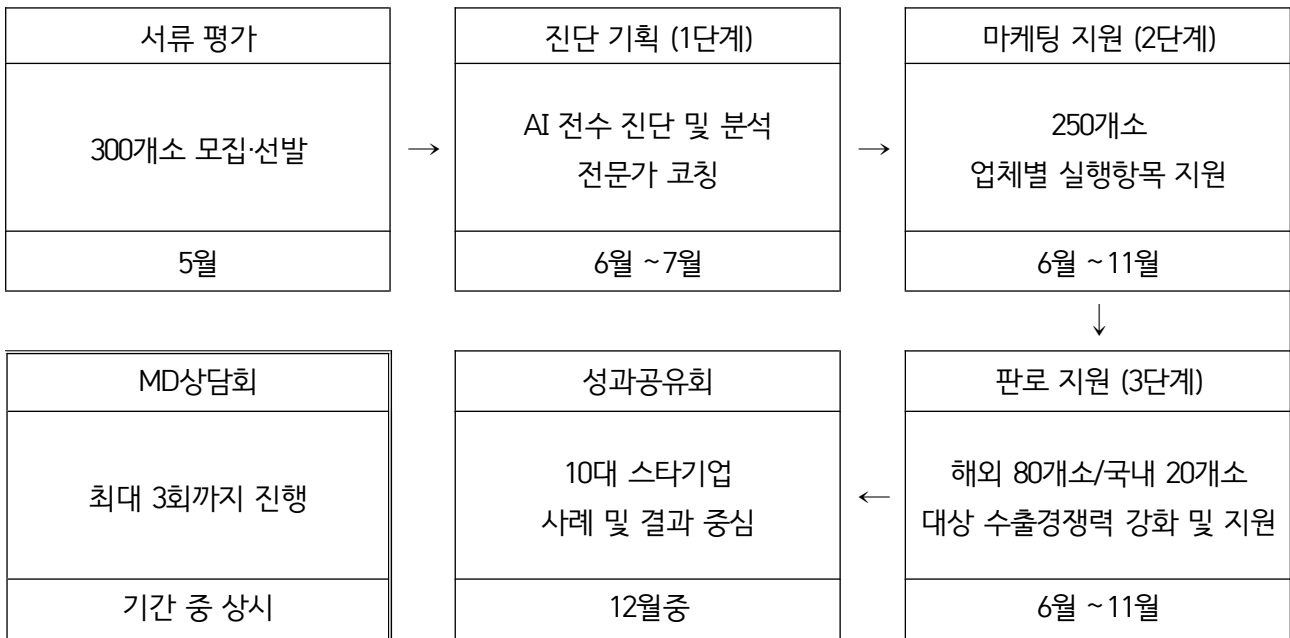 서류 평가
300개소 모집·선발
5월
→
진단 기획 (1단계)
AI 전수 진단 및 분석
전문가 코칭
6월 ~7월
→
마케팅 지원 (2단계)
250개소
업체별 실행항목 지원
6월 ~11월
↓
판로 지원 (3단계)
해외 80개소/국내 20개소
대상 수출경쟁력 강화 및 지원
6월 ~11월
←
성과공유회
10대 스타기업
사례 및 결과 중심
12월중
MD상담회
최대 3회까지 진행
기간 중 상시